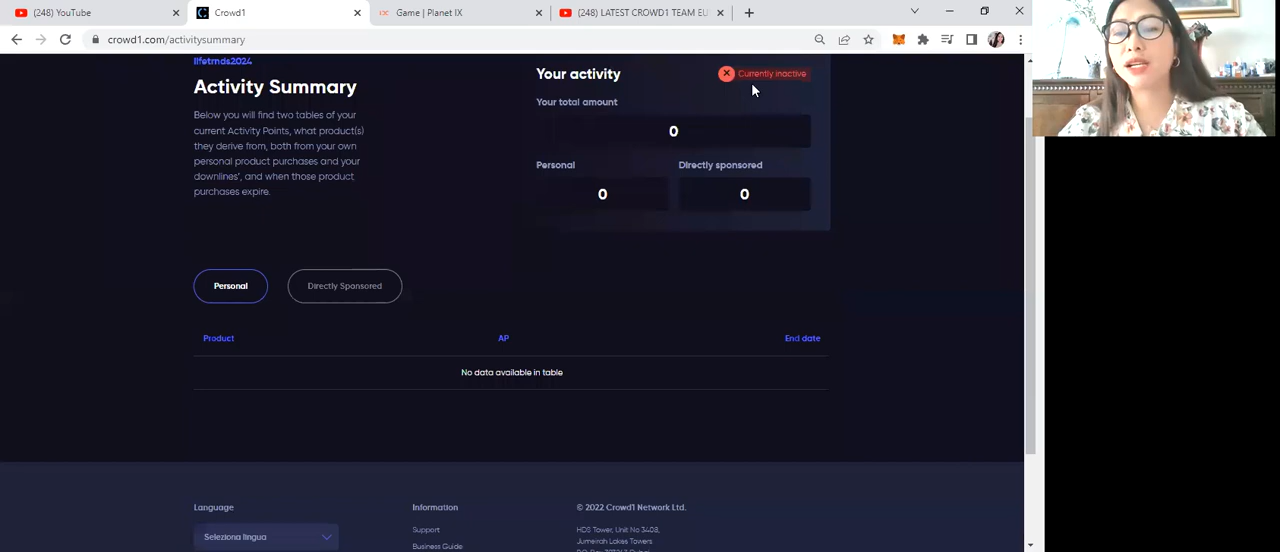 (248) YouTube
Crowd1
Game | Planet IX
(248) LATEST CROWD1 TEAM EU
crowd1.com/activitysummary
lifetrnds2024
Activity Summary
Below you will find two tables of your
current Activity Points, what product(s)
they derive from, both from your own
personal product purchases and your
downlines', and when those product
purchases expire.
Your activity
Currently inactive
Your total amount
0
Personal
Directly sponsored
0
0
Personal
Directly Sponsored
Product
AP
End date
No data available in table
Language
Seleziona lingua
Information
Support
Business Guide
© 2022 Crowd1 Network Ltd.
HDS Tower, Unit No 3408,
Jumeirah Lakes Towers